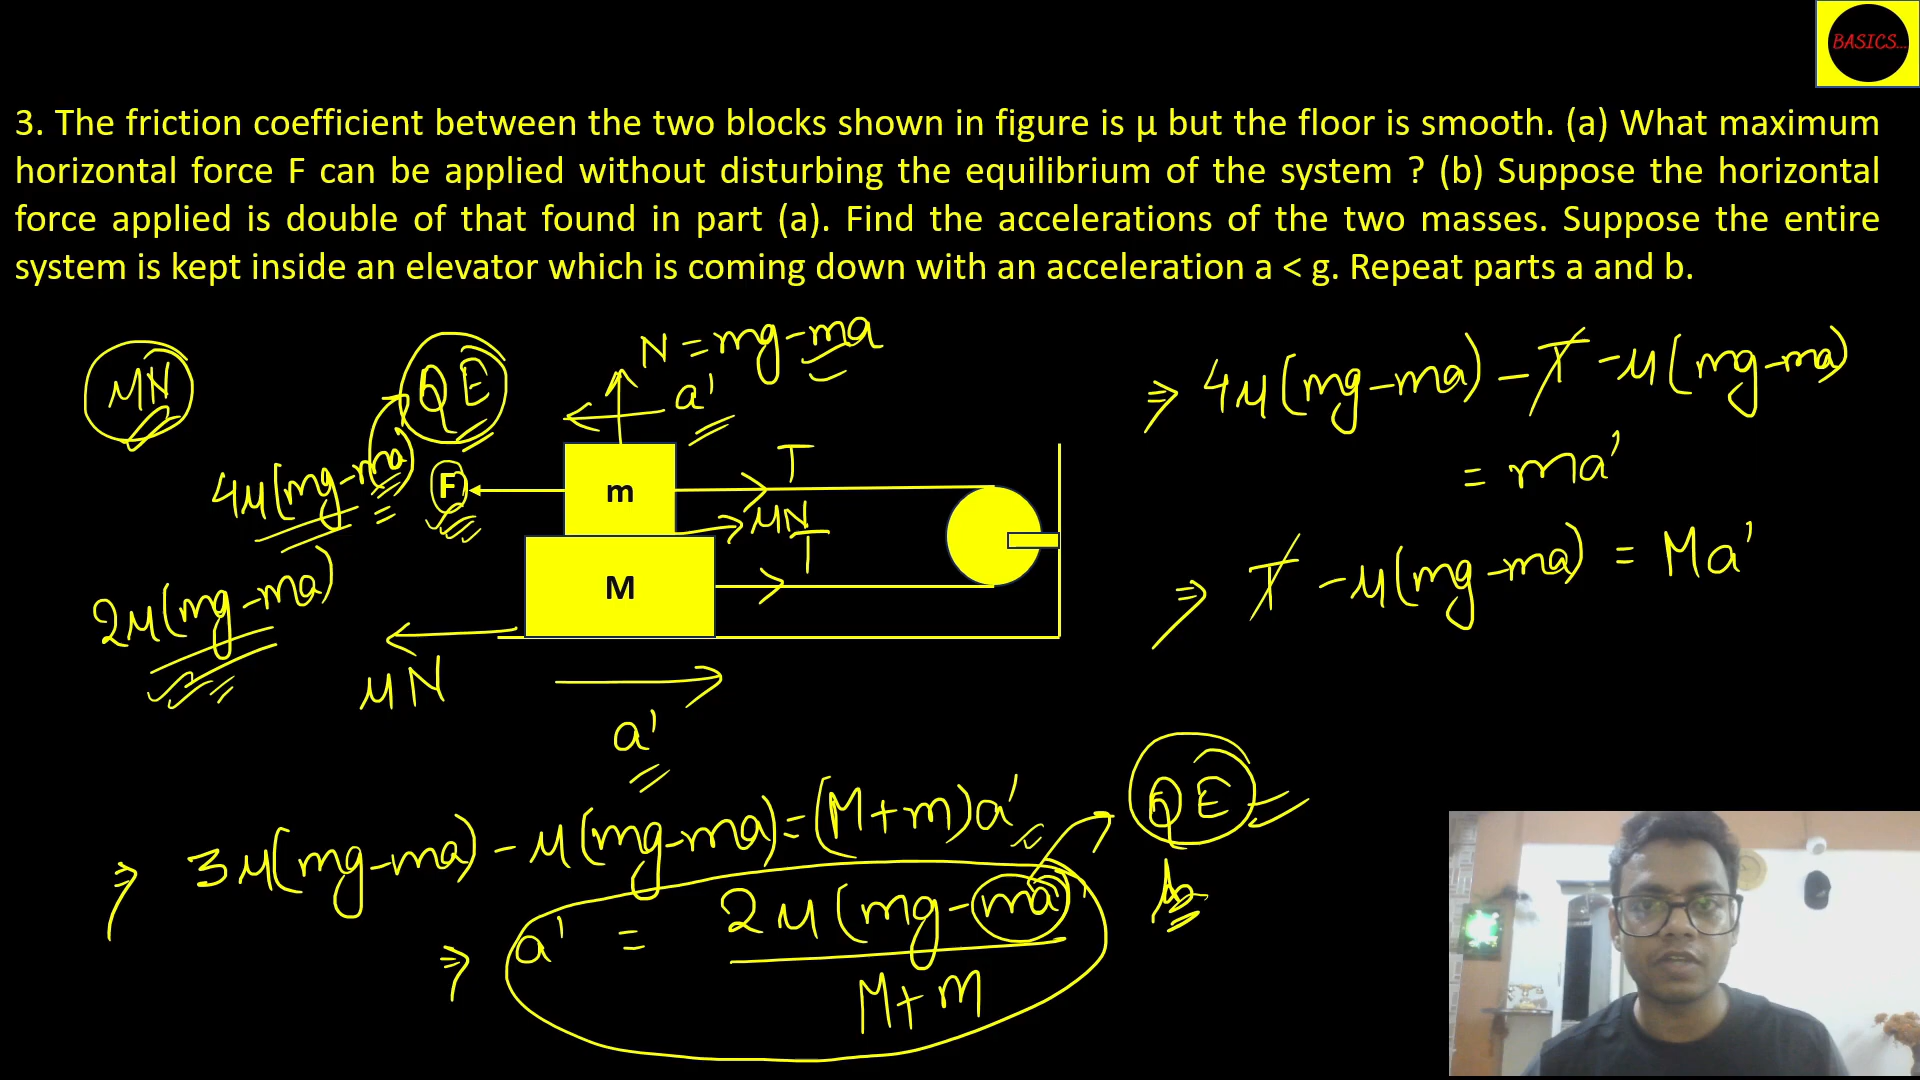 BASICS...
3. The friction coefficient between the two blocks shown in figure is μ but the floor is smooth. (a) What maximum
horizontal force F can be applied without disturbing the equilibrium of the system ? (b) Suppose the horizontal
force applied is double of that found in part (a). Find the accelerations of the two masses. Suppose the entire
system is kept inside an elevator which is coming down with an acceleration a < g. Repeat parts a and b.
μN
QE
N = mg-ma
a'
4μ(mg-ma)
F
m
T
μN
T
M
2μ(mg-ma)
μN
a'
⇒ 4μ(mg-ma) - T - μ(mg-ma)
= ma'
⇒ T - μ(mg-ma) = Ma'
⇒ 3μ(mg-ma) - μ(mg-ma) = (M+m)a'
QE
⇒ a' = 2μ(mg-ma)
M+m